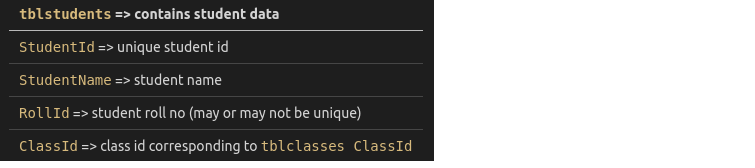 tblstudents => contains student data
StudentId => unique student id
StudentName => student name
RollId => student roll no (may or may not be unique)
ClassId => class id corresponding to tblclasses ClassId